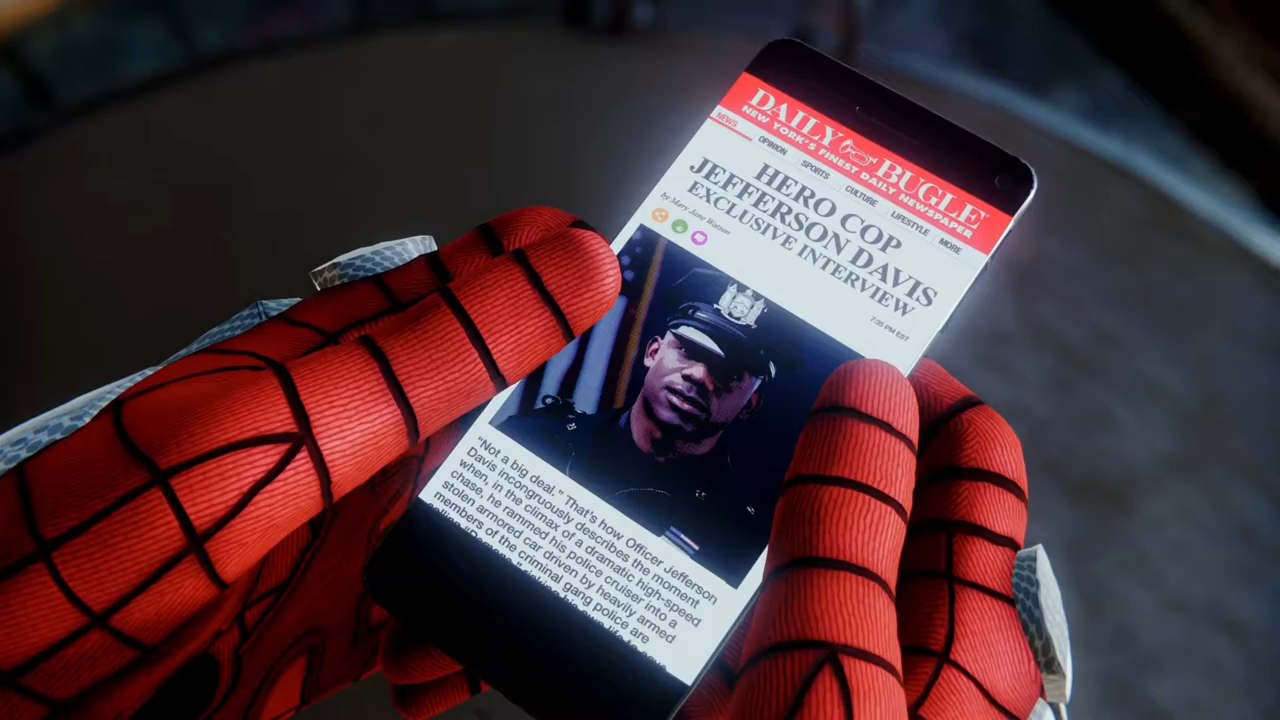 DAILY BUGLE
NEW YORK'S FINEST DAILY NEWSPAPER
NEWS OPINION SPORTS CULTURE LIFESTYLE MORE
HERO COP
JEFFERSON DAVIS
EXCLUSIVE INTERVIEW
by Mary Jane Watson
7:35 PM EST
"Not a big deal." That's how Officer Jefferson
Davis incongruously describes the moment
when, in the climax of a dramatic high-speed
chase, he rammed his police cruiser into a
stolen armored car driven by heavily armed
members of the criminal gang police are